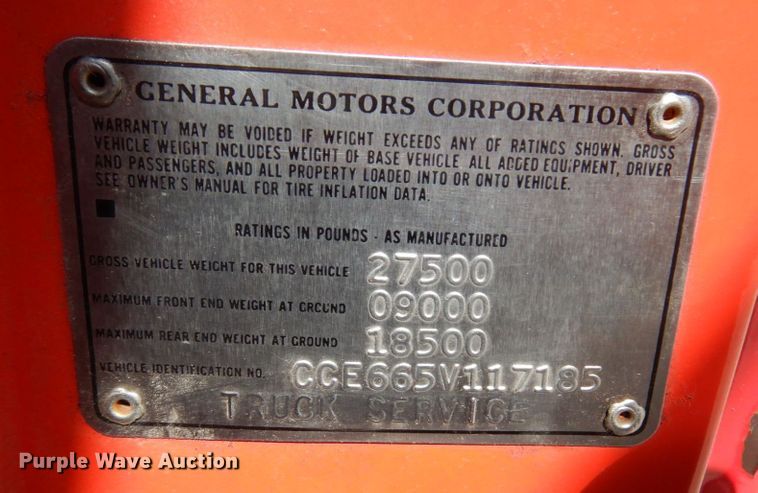 GENERAL MOTORS CORPORATION
WARRANTY MAY BE VOIDED IF WEIGHT EXCEEDS ANY OF RATINGS SHOWN. GROSS
VEHICLE WEIGHT INCLUDES WEIGHT OF BASE VEHICLE ALL ADDED EQUIPMENT, DRIVER
AND PASSENGERS, AND ALL PROPERTY LOADED INTO OR ONTO VEHICLE.
SEE OWNER'S MANUAL FOR TIRE INFLATION DATA.
RATINGS IN POUNDS - AS MANUFACTURED
GROSS VEHICLE WEIGHT FOR THIS VEHICLE 27500
MAXIMUM FRONT END WEIGHT AT GROUND 09000
MAXIMUM REAR END WEIGHT AT GROUND 18500
VEHICLE IDENTIFICATION NO. CCE665V117185
TRUCK SERVICE
Purple Wave Auction